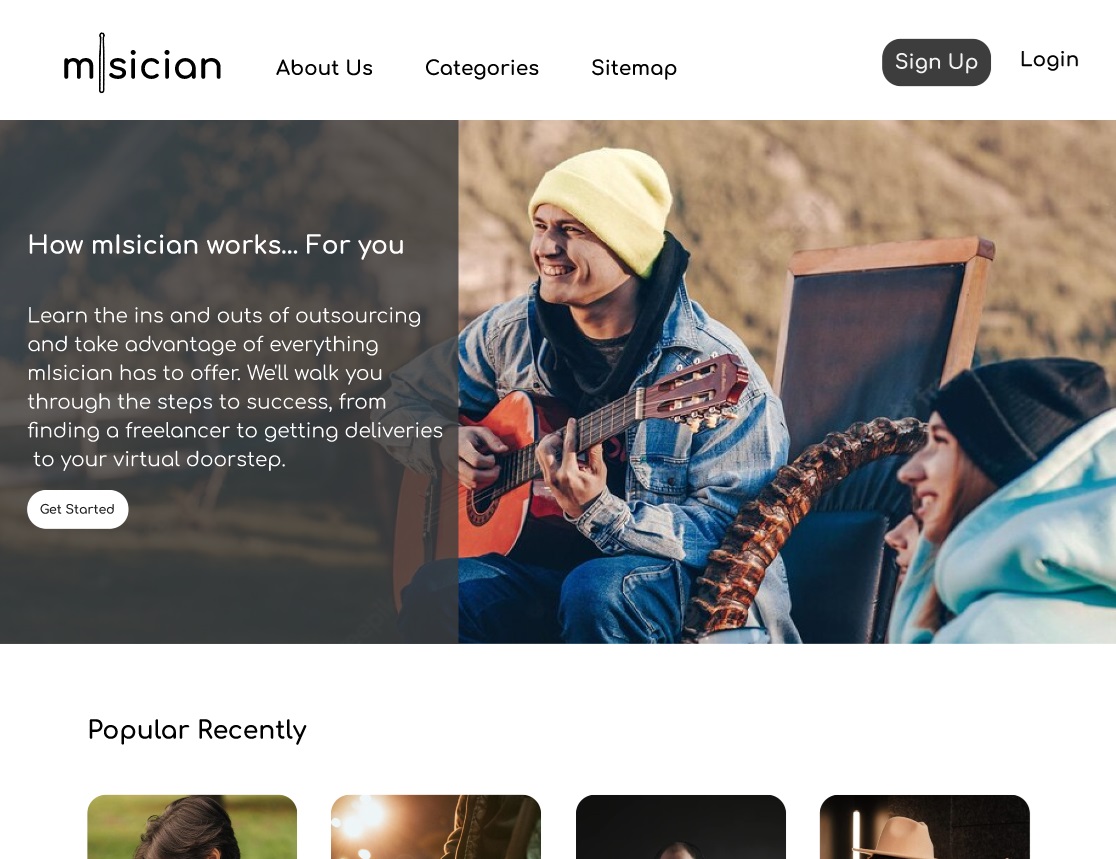 mIsician
About Us
Categories
Sitemap
Sign Up
Login
How mIsician works... For you
Learn the ins and outs of outsourcing
and take advantage of everything
mIsician has to offer. We'll walk you
through the steps to success, from
finding a freelancer to getting deliveries
to your virtual doorstep.
Get Started
Popular Recently